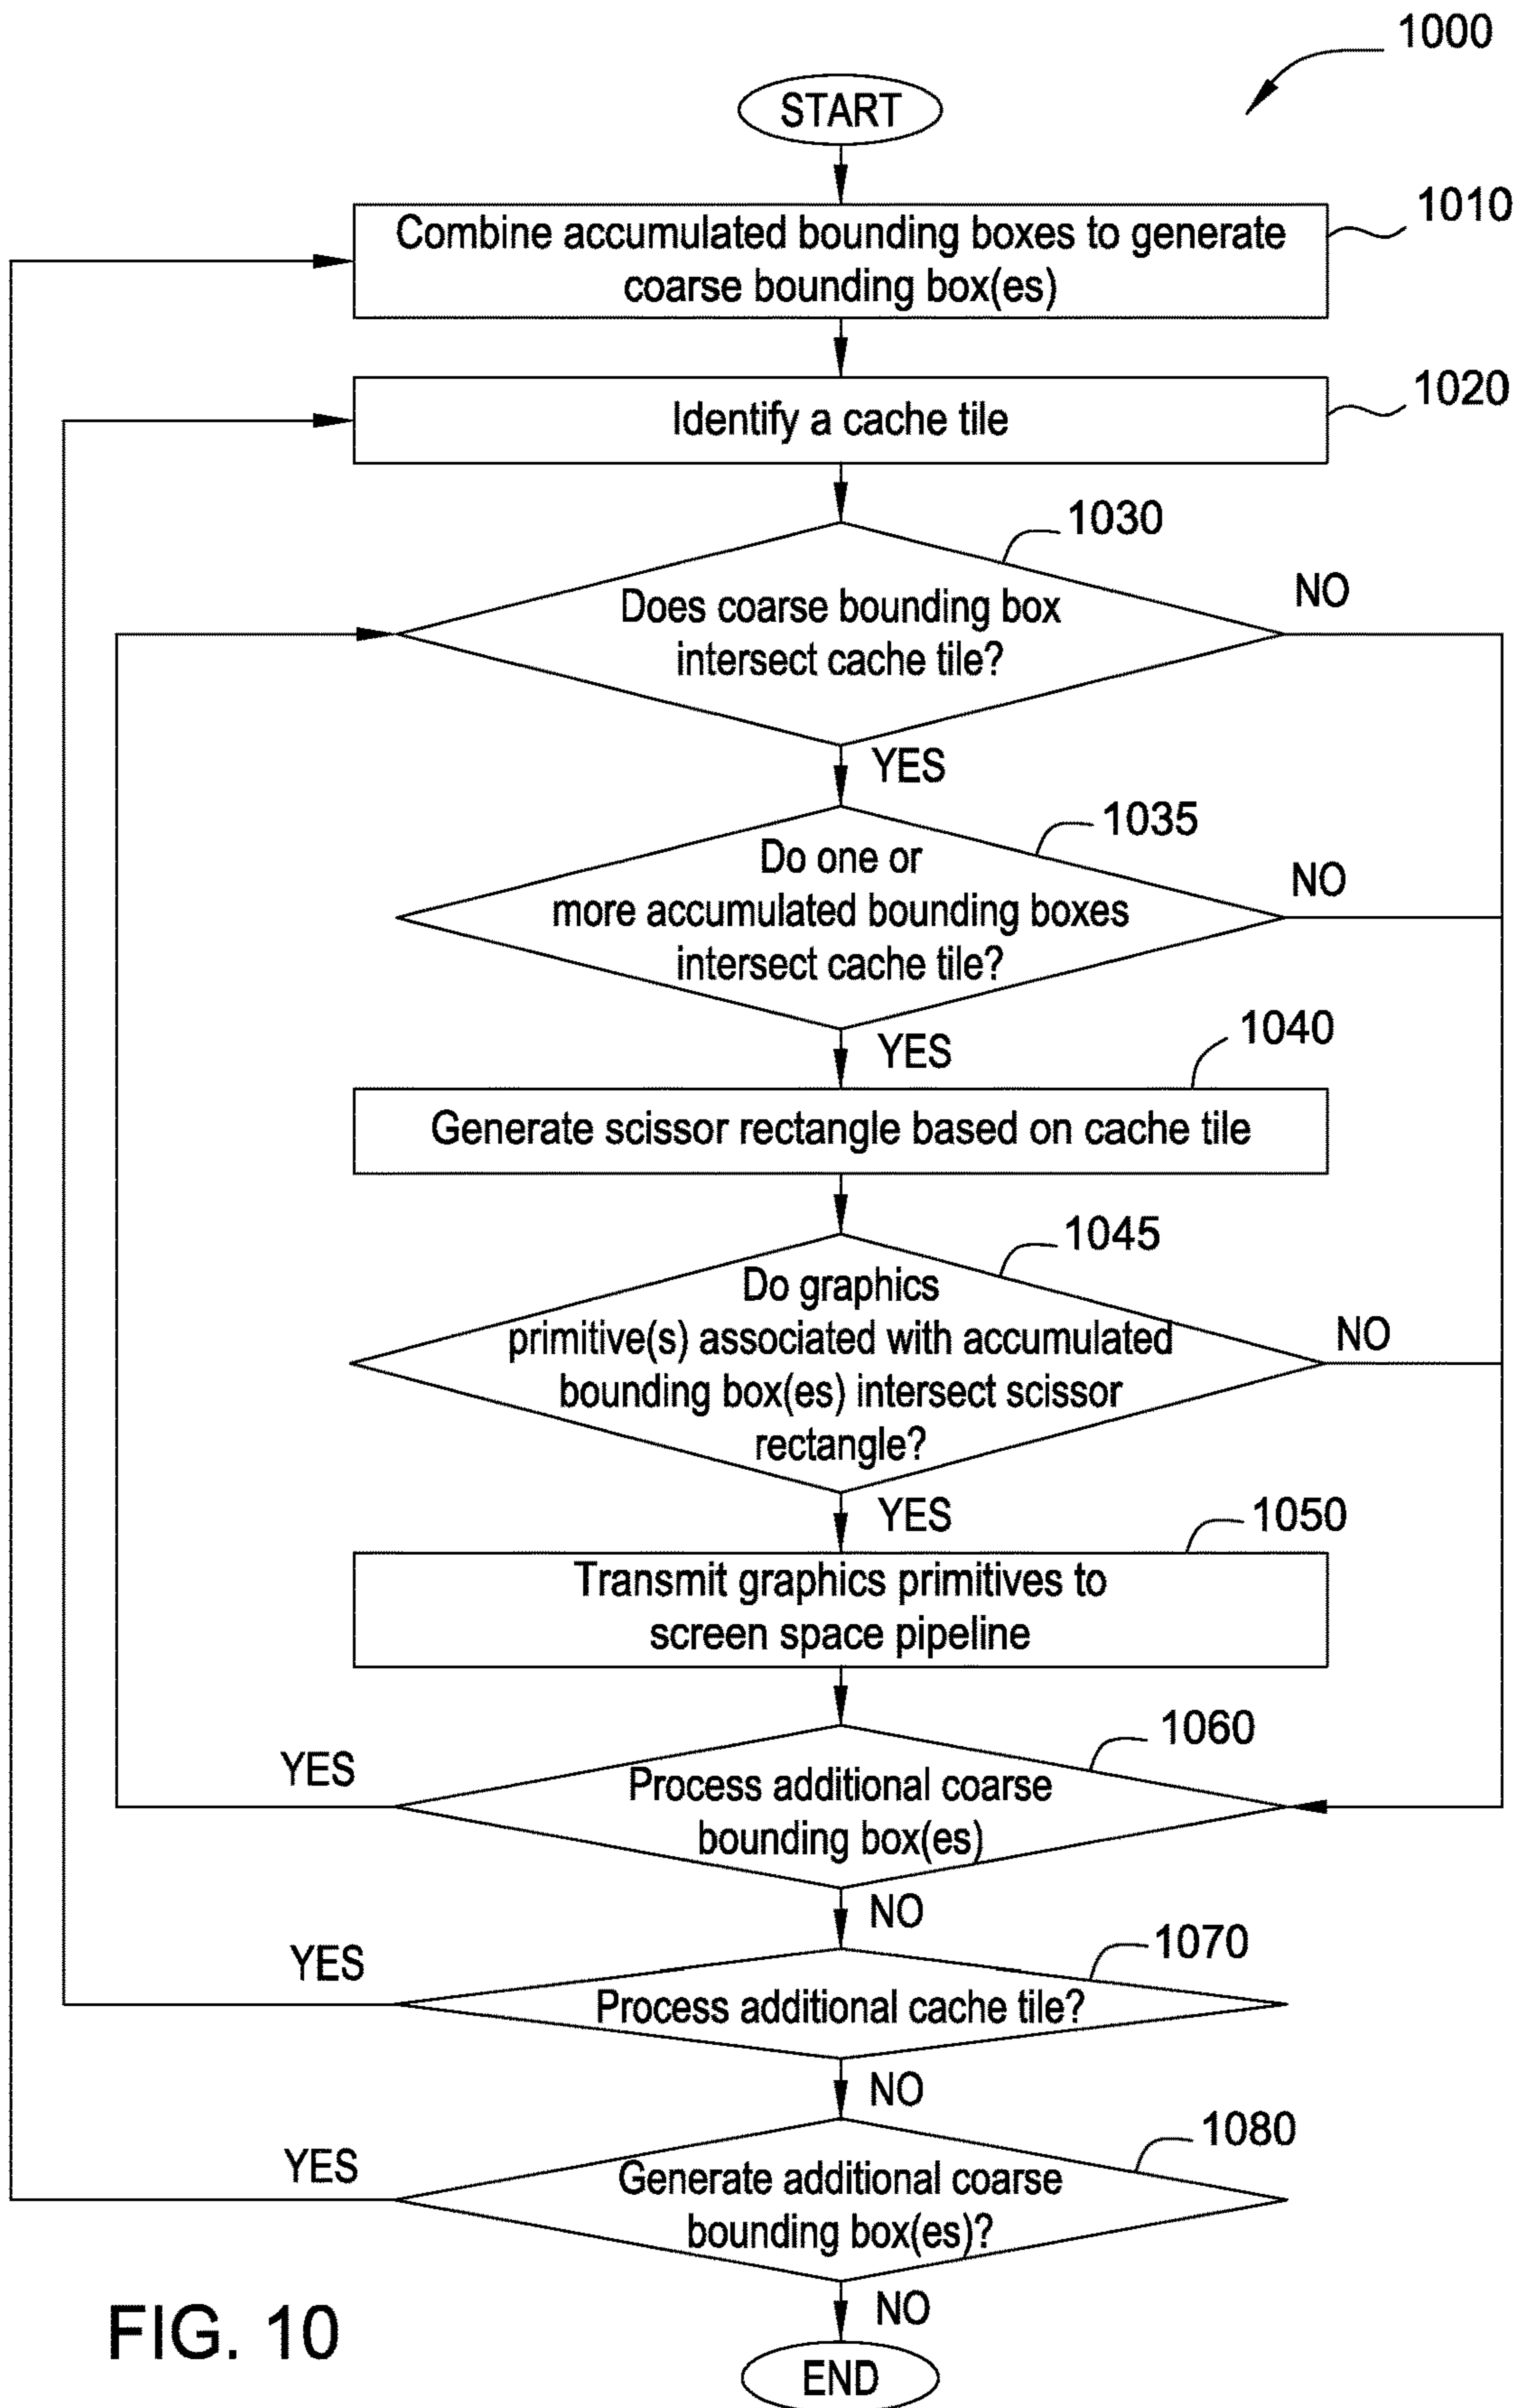 1000
START
Combine accumulated bounding boxes to generate
coarse bounding box(es)
1010
Identify a cache tile
1020
1030
Does coarse bounding box
intersect cache tile?
NO
YES
1035
Do one or
more accumulated bounding boxes
intersect cache tile?
NO
YES
1040
Generate scissor rectangle based on cache tile
1045
Do graphics
primitive(s) associated with accumulated
bounding box(es) intersect scissor
rectangle?
NO
YES
1050
Transmit graphics primitives to
screen space pipeline
1060
YES
Process additional coarse
bounding box(es)
NO
1070
YES
Process additional cache tile?
NO
1080
YES
Generate additional coarse
bounding box(es)?
NO
FIG. 10
END